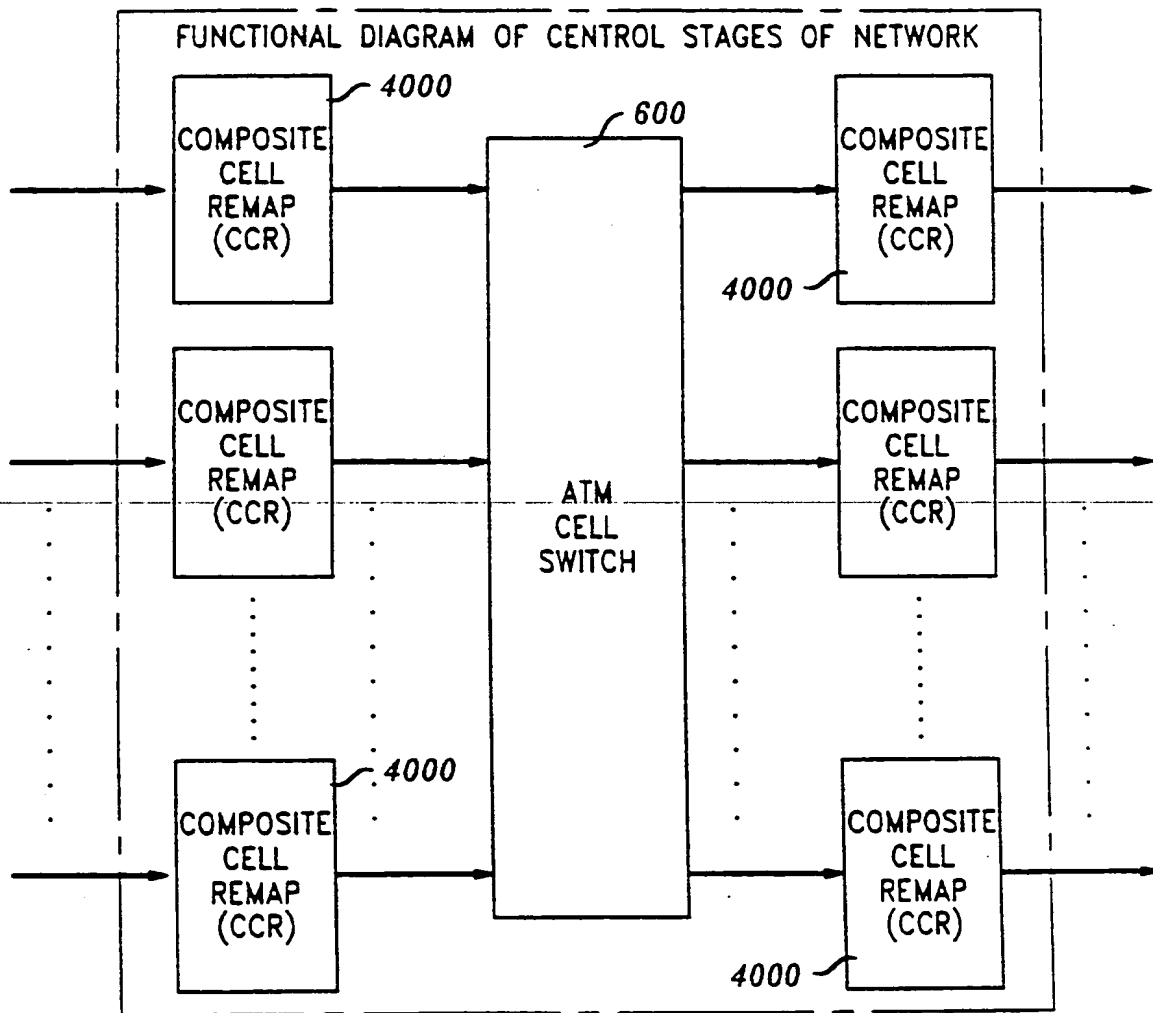 FUNCTIONAL DIAGRAM OF CENTRAL STAGES OF NETWORK
4000
COMPOSITE
CELL
REMAP
(CCR)
600
COMPOSITE
CELL
REMAP
(CCR)
4000
COMPOSITE
CELL
REMAP
(CCR)
ATM
CELL
SWITCH
COMPOSITE
CELL
REMAP
(CCR)
4000
COMPOSITE
CELL
REMAP
(CCR)
COMPOSITE
CELL
REMAP
(CCR)
4000